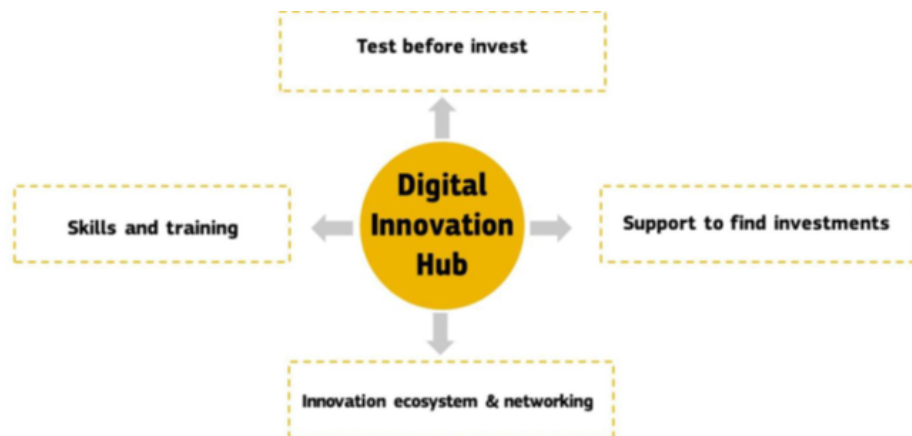 Test before invest
Skills and training
Digital
Innovation
Hub
Support to find investments
Innovation ecosystem & networking